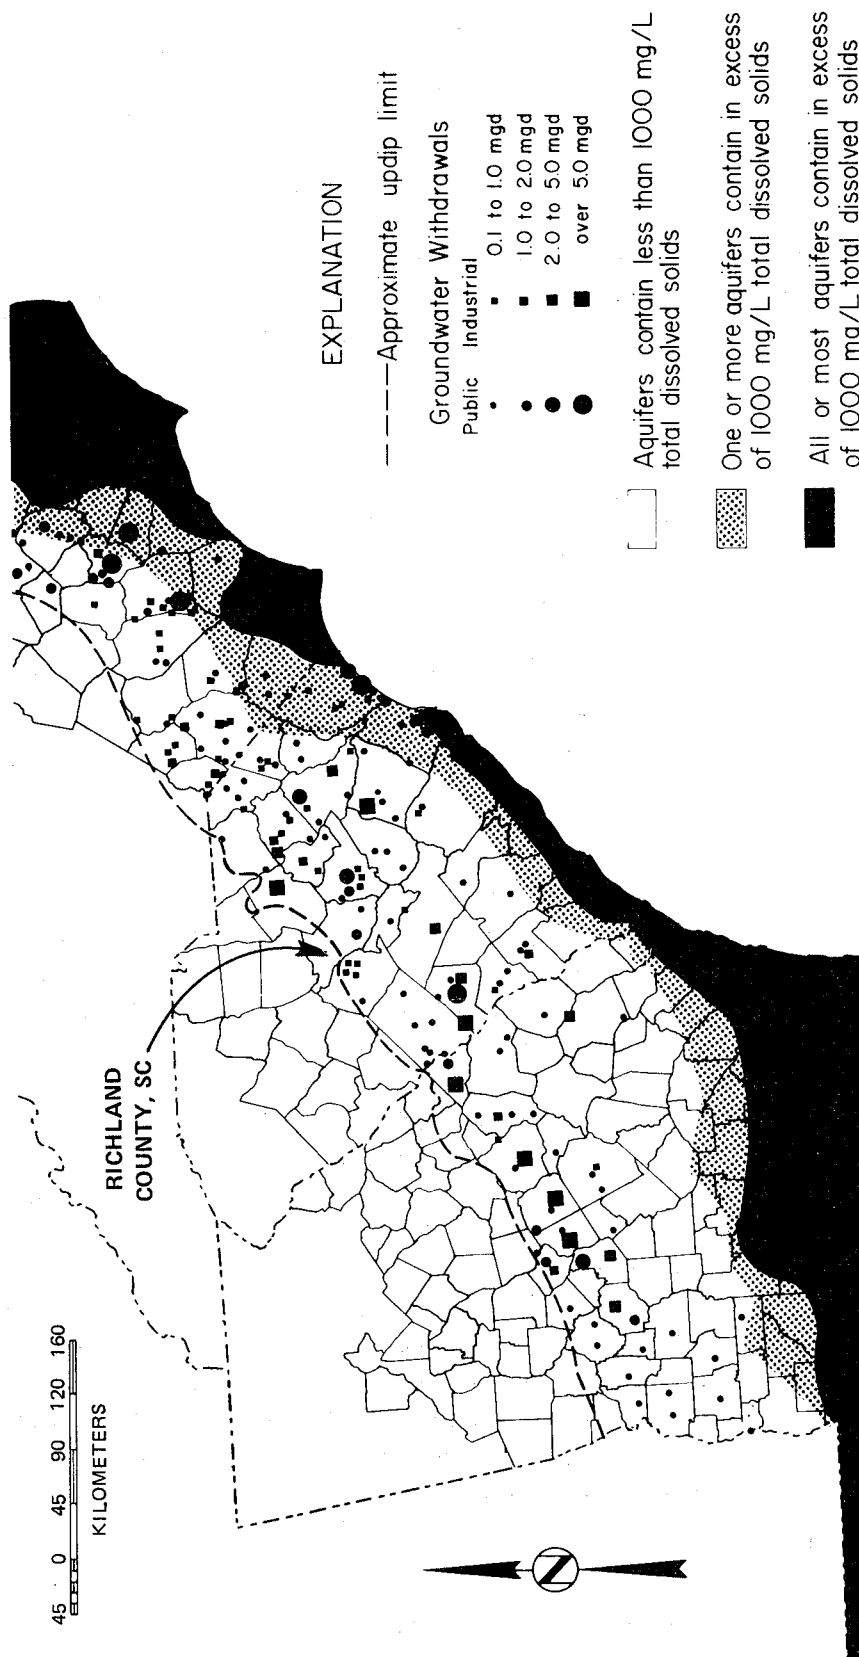 RICHLAND
COUNTY, SC
45 0 45 90 120 160
KILOMETERS
N
EXPLANATION
Approximate updip limit
Groundwater Withdrawals
Public Industrial
0.1 to 1.0 mgd
1.0 to 2.0 mgd
2.0 to 5.0 mgd
over 5.0 mgd
Aquifers contain less than 1000 mg/L
total dissolved solids
One or more aquifers contain in excess
of 1000 mg/L total dissolved solids
All or most aquifers contain in excess
of 1000 ma/L total dissolved solids